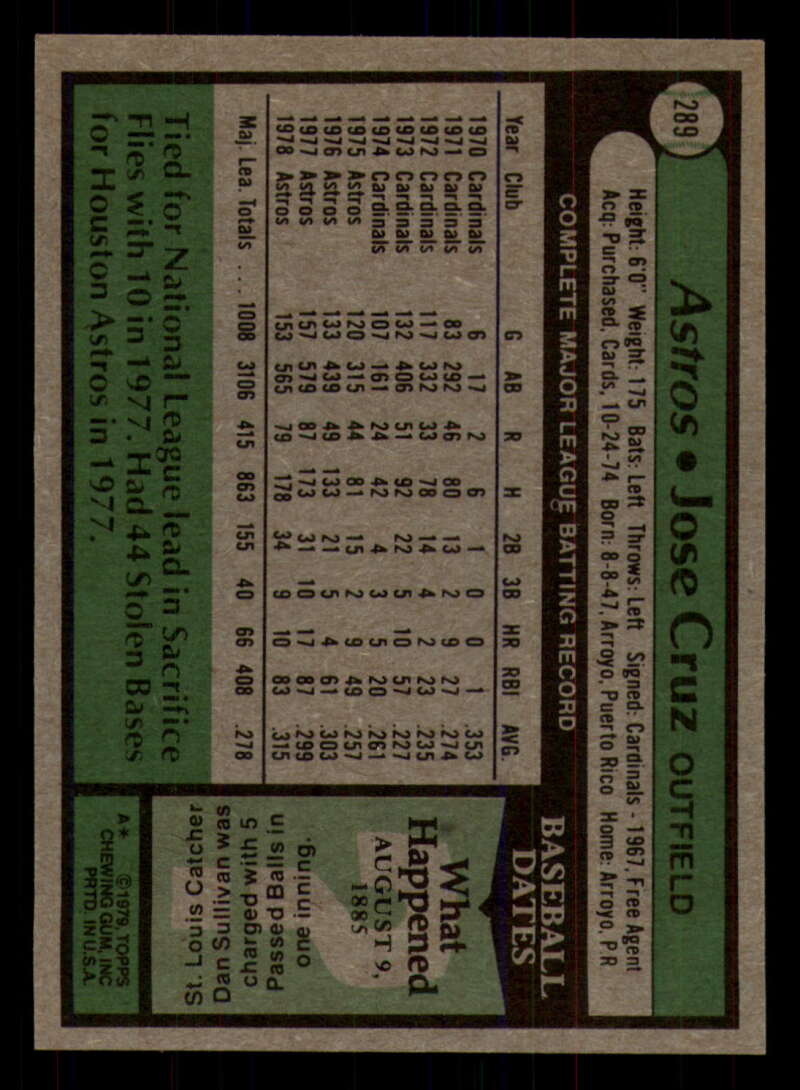 289
Astros • Jose Cruz OUTFIELD
Height: 6'0" Weight: 175 Bats: Left Throws: Left Signed: Cardinals - 1967, Free Agent
Acq: Purchased, Cards, 10-24-74 Born: 8-8-47, Arroyo, Puerto Rico Home: Arroyo, P.R
COMPLETE MAJOR LEAGUE BATTING RECORD
Year Club G AB R H 2B 3B HR RBI AVG.
1970 Cardinals 6 17 2 6 1 0 0 1 .353
1971 Cardinals 83 292 46 80 13 2 9 27 .274
1972 Cardinals 117 332 33 78 14 4 2 23 .235
1973 Cardinals 132 406 51 92 22 5 10 57 .227
1974 Cardinals 107 161 24 42 4 3 5 20 .261
1975 Astros 120 315 44 81 15 2 9 49 .257
1976 Astros 133 439 49 133 21 5 4 61 .303
1977 Astros 157 579 87 173 31 10 17 87 .299
1978 Astros 153 565 79 178 34 9 10 83 .315
Maj. Lea. Totals .... 1008 3106 415 863 155 40 66 408 .278
Tied for National League lead in Sacrifice
Flies with 10 in 1977. Had 44 Stolen Bases
for Houston Astros in 1977.
BASEBALL
DATES
What
Happened
AUGUST 9,
1885
St. Louis Catcher
Dan Sullivan was
charged with 5
Passed Balls in
one inning.
A* ©1979, TOPPS
CHEWING GUM, INC
PRTD. IN U.S.A.